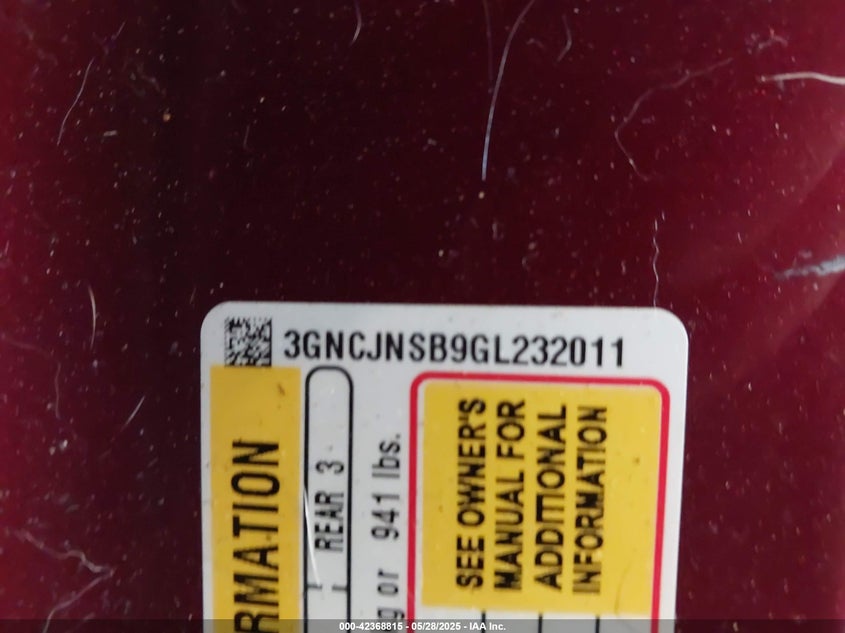 3GNCJNSB9GL232011
RMATION
REAR 3
g or 941 lbs.
SEE OWNER'S
MANUAL FOR
ADDITIONAL
INFORMATION
000-42368815 - 05/28/2025 - IAA Inc.